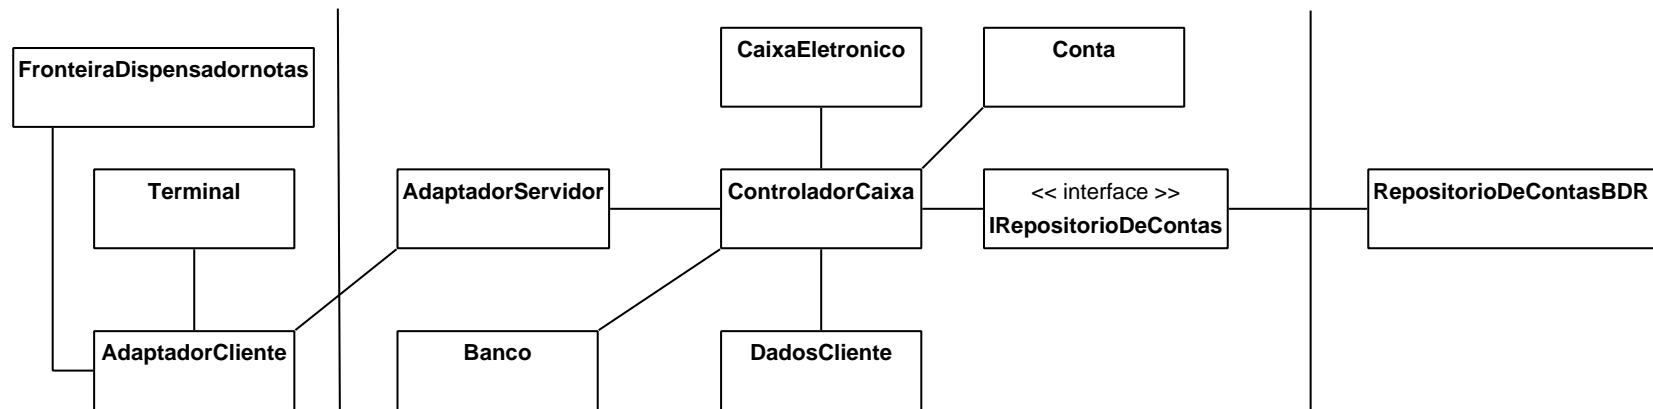 CaixaEletronico
Conta
FronteiraDispensadornotas
Terminal
AdaptadorServidor
ControladorCaixa
<< interface >>
IRepositorioDeContas
RepositorioDeContasBDR
AdaptadorCliente
Banco
DadosCliente